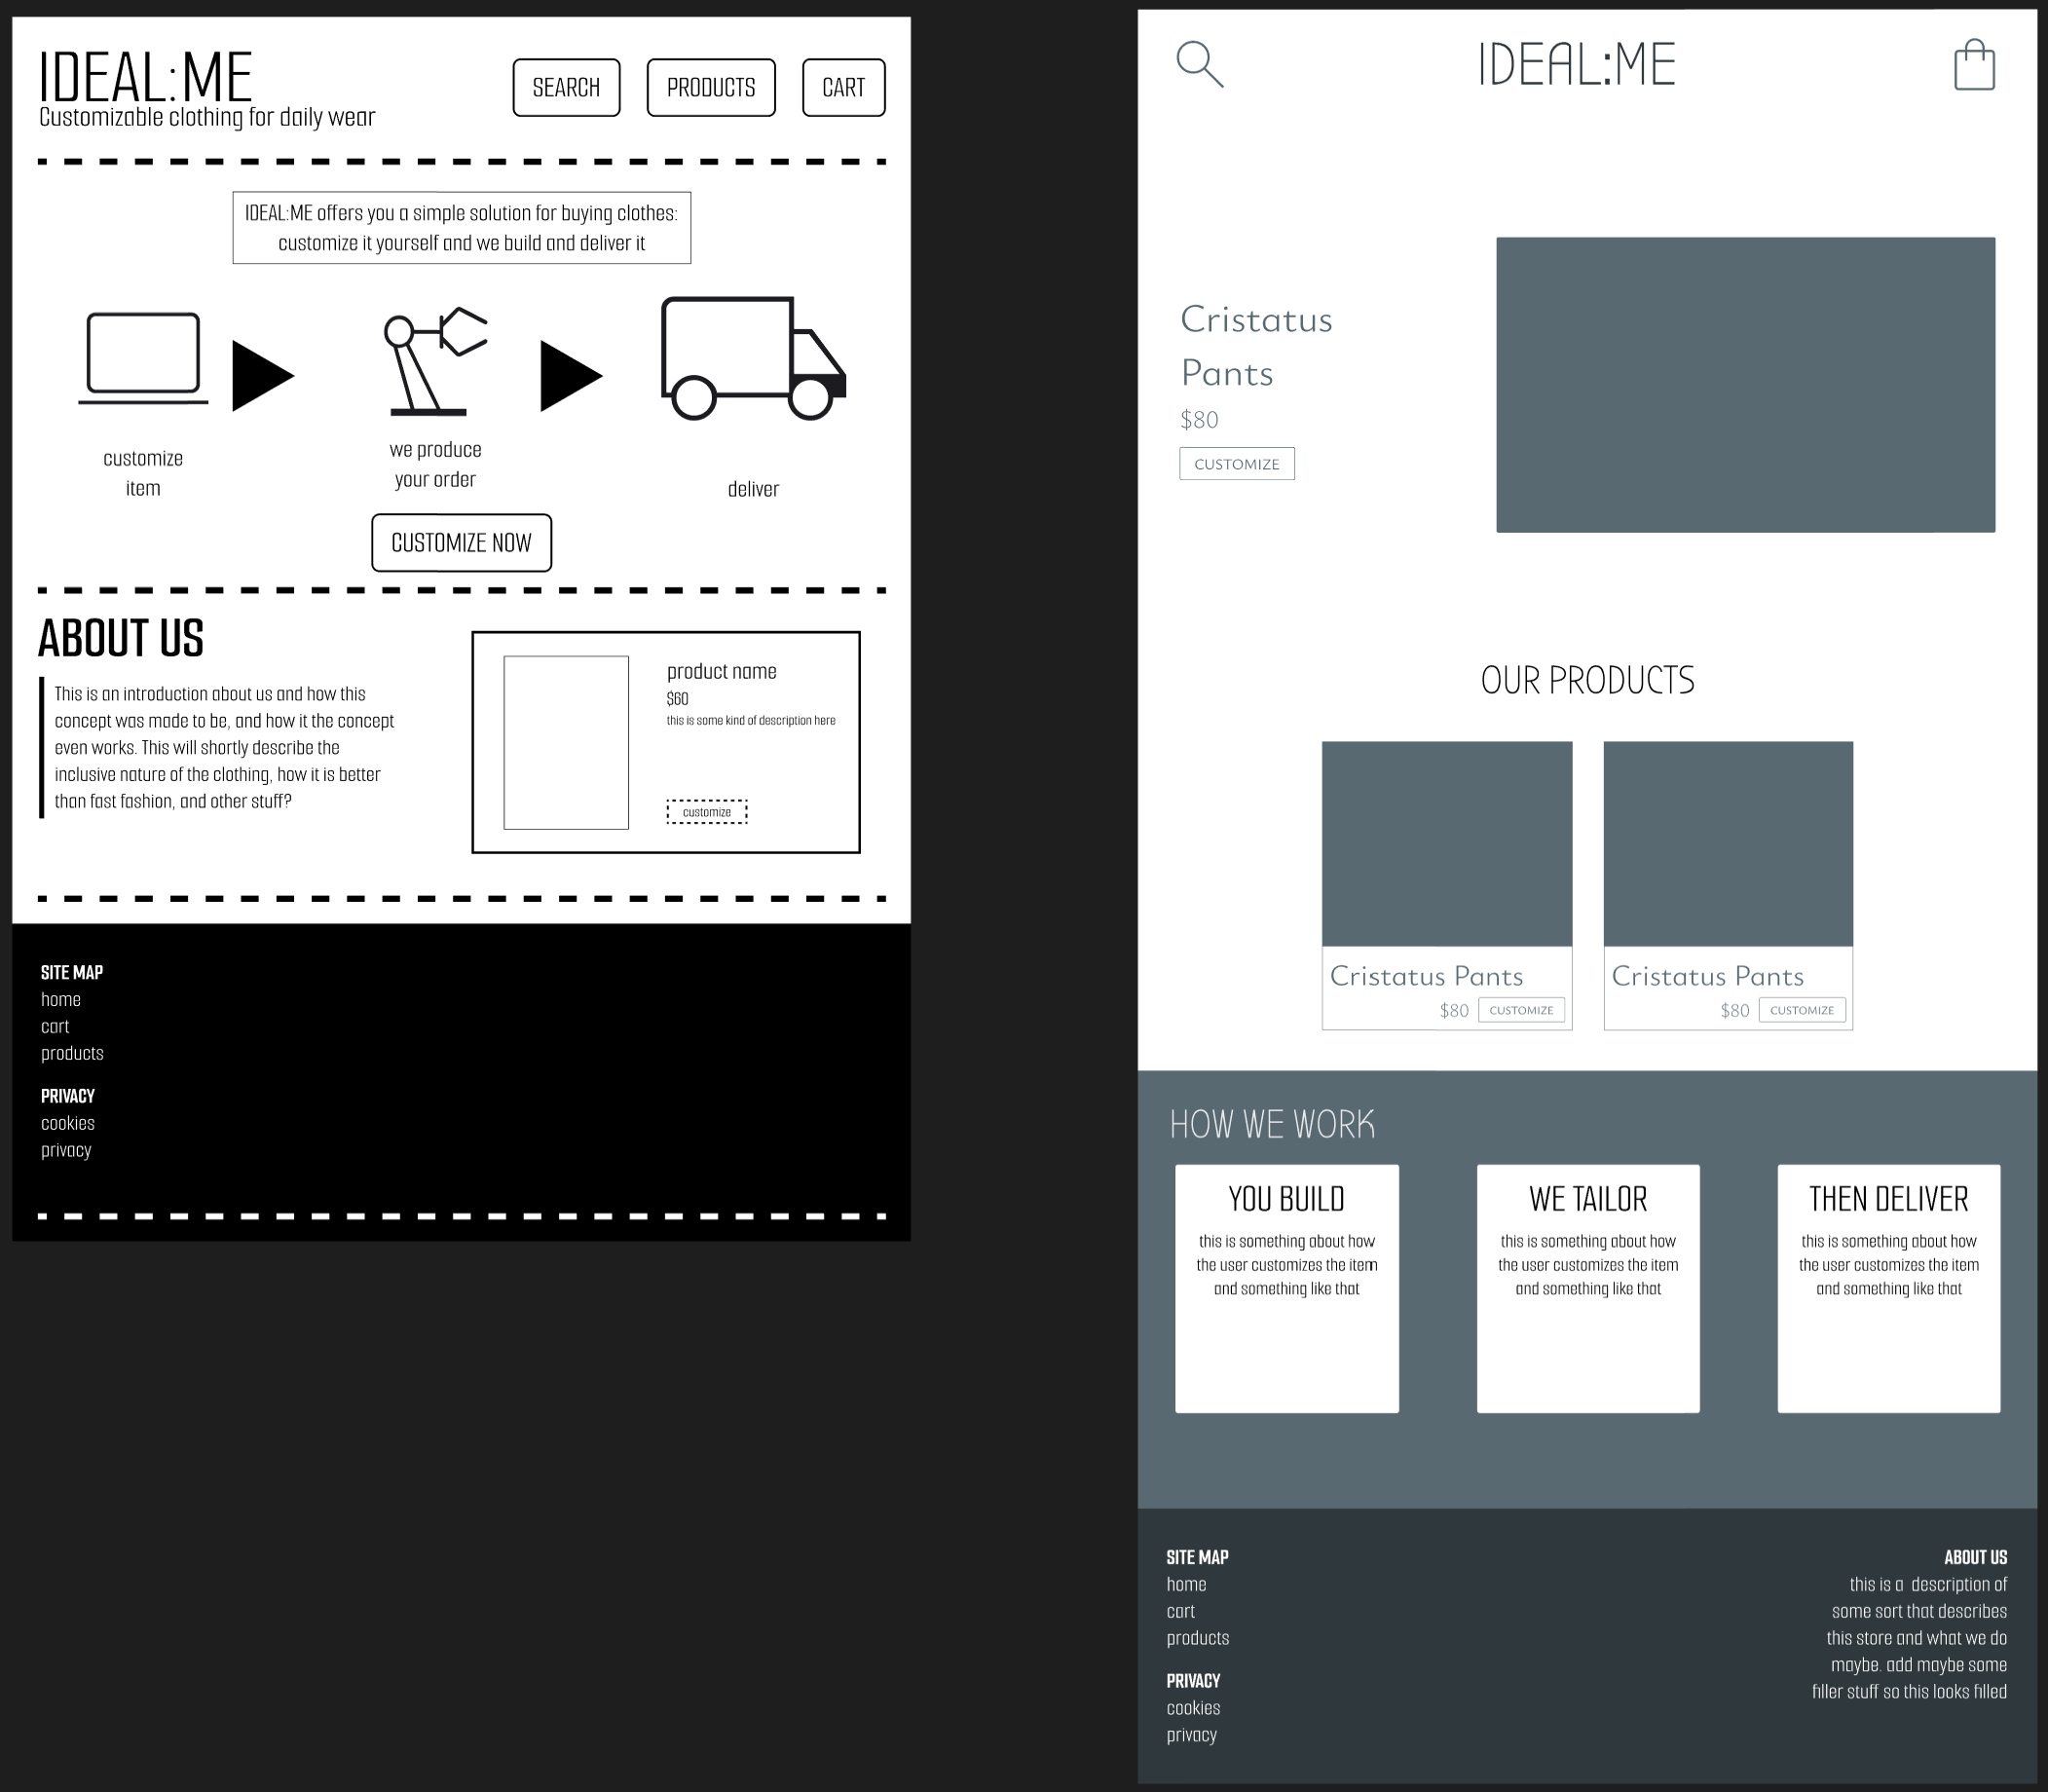 IDEAL:ME
Customizable clothing for daily wear
SEARCH
PRODUCTS
CART
IDEAL:ME offers you a simple solution for buying clothes:
customize it yourself and we build and deliver it
customize
item
we produce
your order
deliver
CUSTOMIZE NOW
ABOUT US
This is an introduction about us and how this
concept was made to be, and how it the concept
even works. This will shortly describe the
inclusive nature of the clothing, how it is better
than fast fashion, and other stuff?
product name
$60
this is some kind of description here
customize
SITE MAP
home
cart
products
PRIVACY
cookies
privacy
IDEAL:ME
Cristatus
Pants
$80
CUSTOMIZE
OUR PRODUCTS
Cristatus Pants
$80
CUSTOMIZE
Cristatus Pants
$80
CUSTOMIZE
HOW WE WORK
YOU BUILD
this is something about how
the user customizes the item
and something like that
WE TAILOR
this is something about how
the user customizes the item
and something like that
THEN DELIVER
this is something about how
the user customizes the item
and something like that
SITE MAP
home
cart
products
PRIVACY
cookies
privacy
ABOUT US
this is a description of
some sort that describes
this store and what we do
maybe. add maybe some
filler stuff so this looks filled